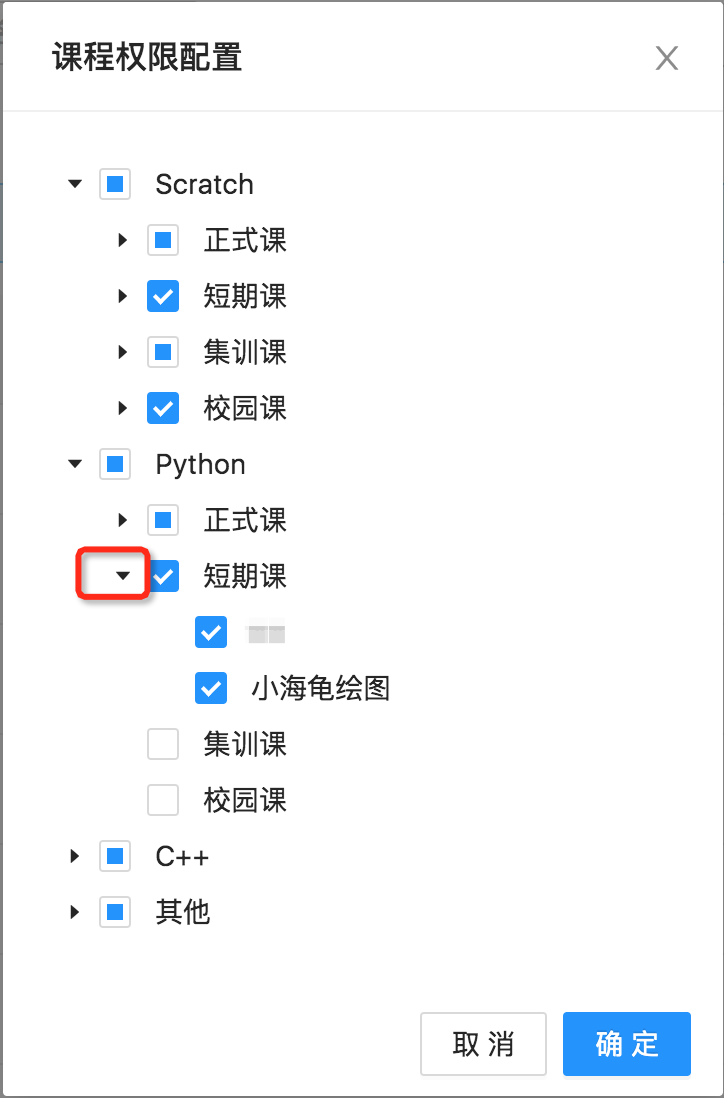 课程权限配置
Scratch
正式课
短期课
集训课
校园课
Python
正式课
短期课
小海龟绘图
集训课
校园课
C++
其他
取 消
确 定